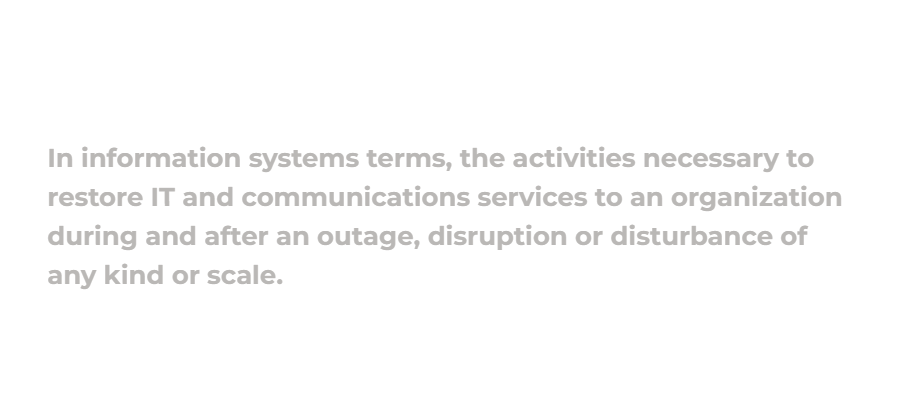 In information systems terms, the activities necessary to
restore IT and communications services to an organization
during and after an outage, disruption or disturbance of
any kind or scale.